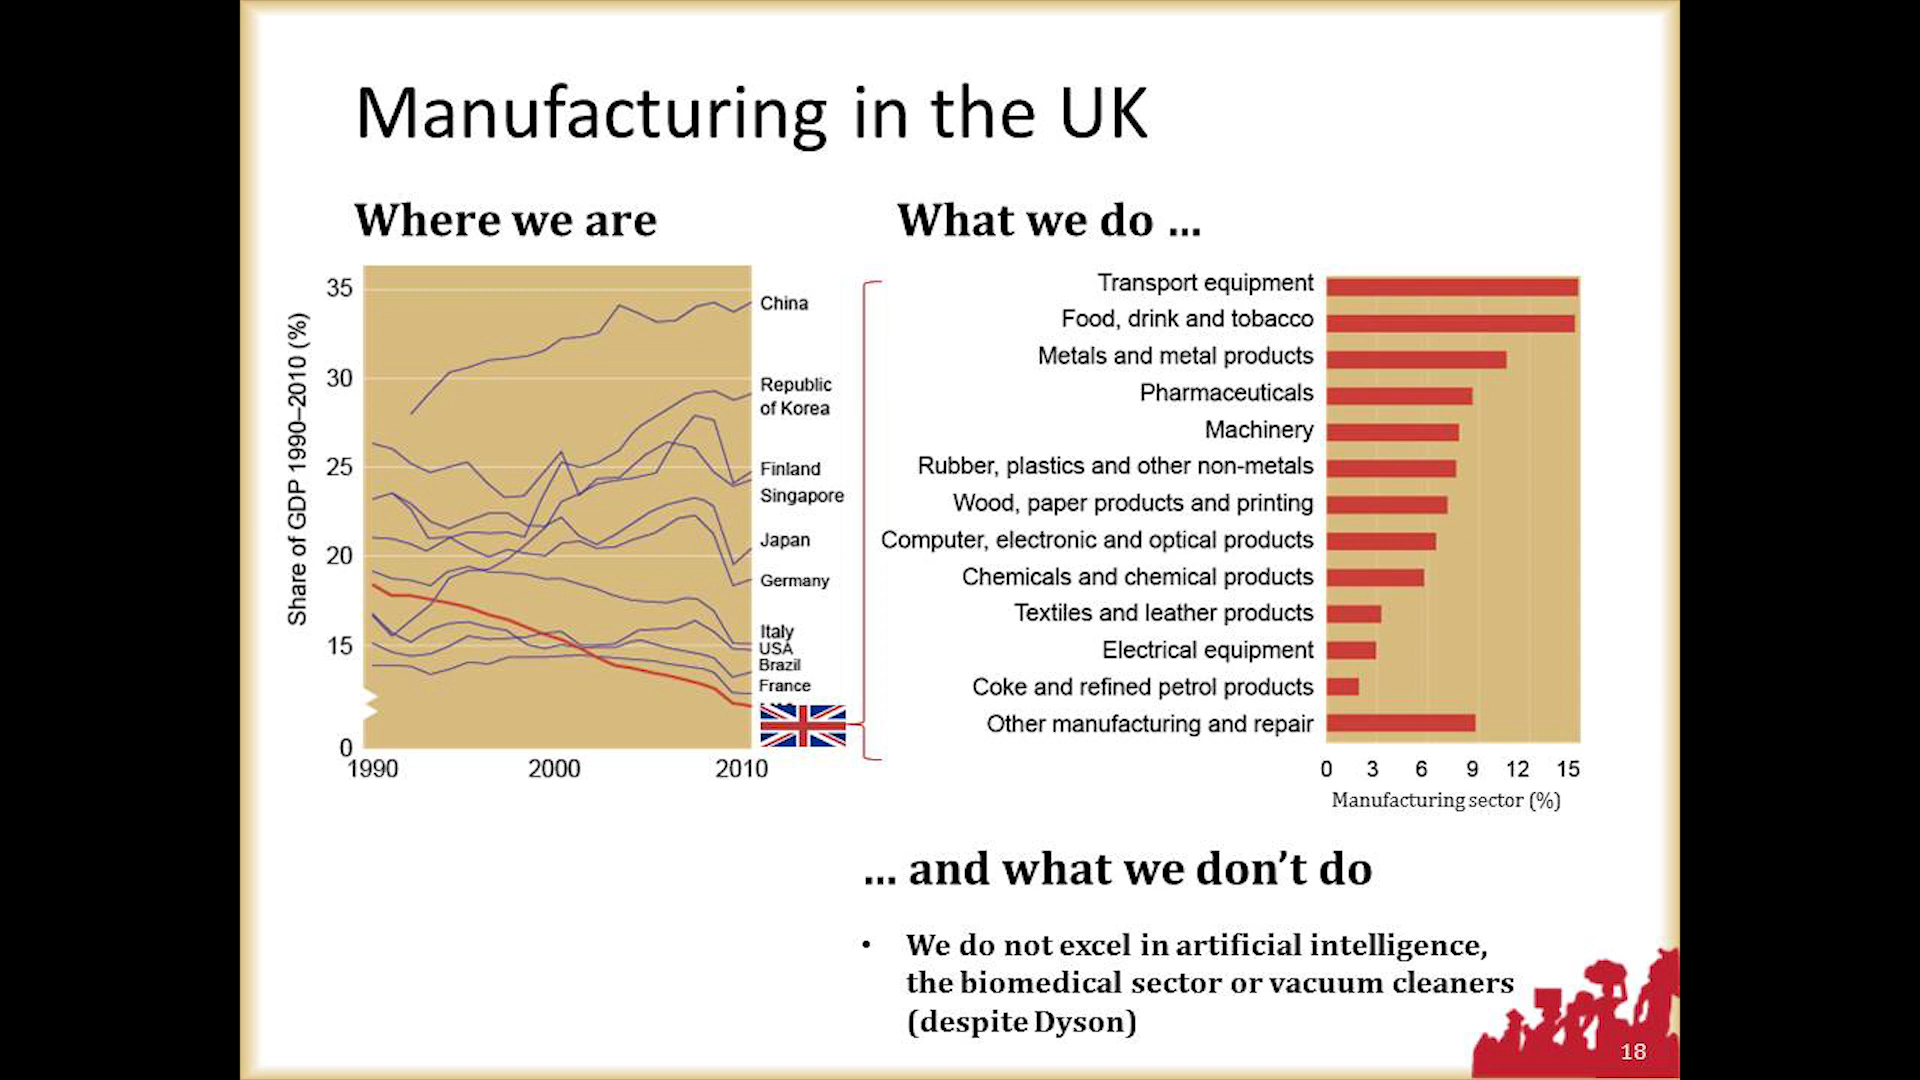 Manufacturing in the UK
Where we are
What we do ...
Share of GDP 1990–2010 (%)
35
30
25
20
15
0
1990
2000
2010
China
Republic
of Korea
Finland
Singapore
Japan
Germany
Italy
USA
Brazil
France
Transport equipment
Food, drink and tobacco
Metals and metal products
Pharmaceuticals
Machinery
Rubber, plastics and other non-metals
Wood, paper products and printing
Computer, electronic and optical products
Chemicals and chemical products
Textiles and leather products
Electrical equipment
Coke and refined petrol products
Other manufacturing and repair
0 3 6 9 12 15
Manufacturing sector (%)
... and what we don’t do
• We do not excel in artificial intelligence,
the biomedical sector or vacuum cleaners
(despite Dyson)
18